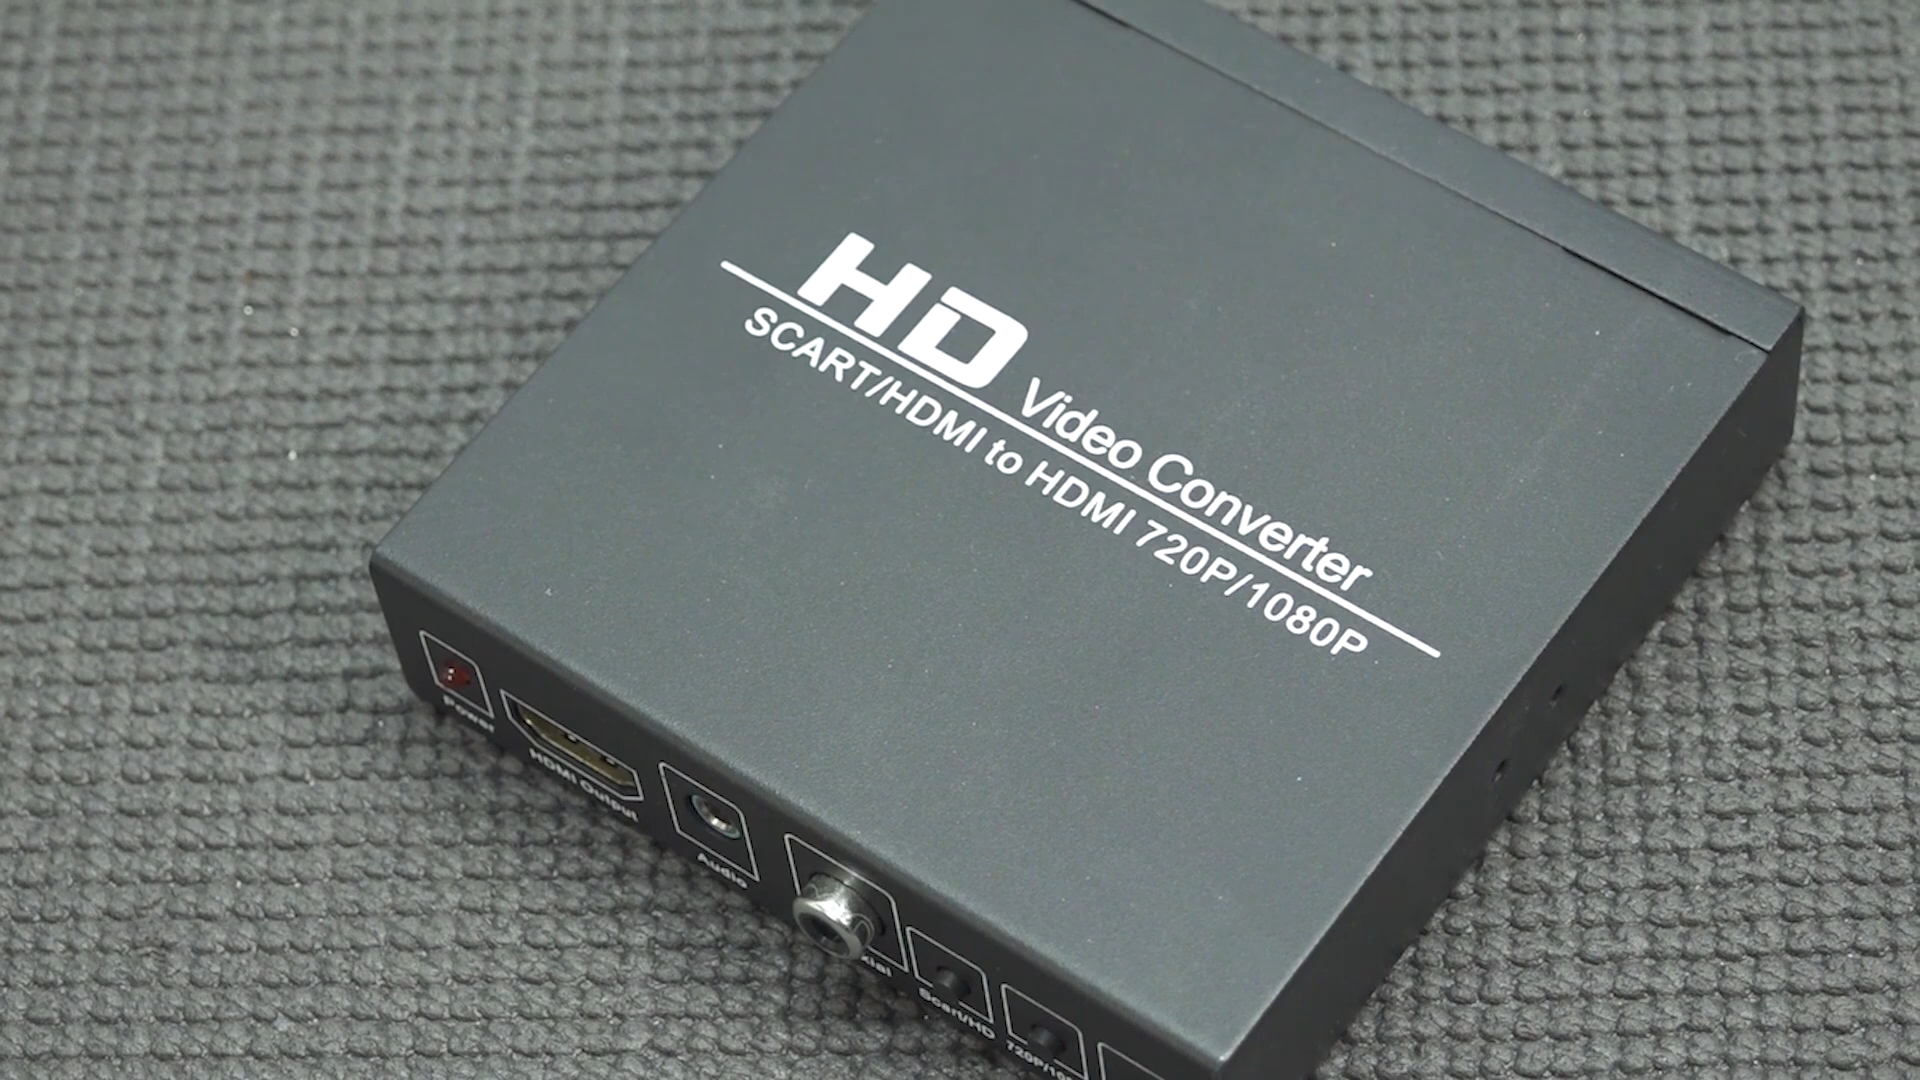 HD Video Converter
SCART/HDMI to HDMI 720P/1080P
Power
HDMI Output
Audio
Scart/HD